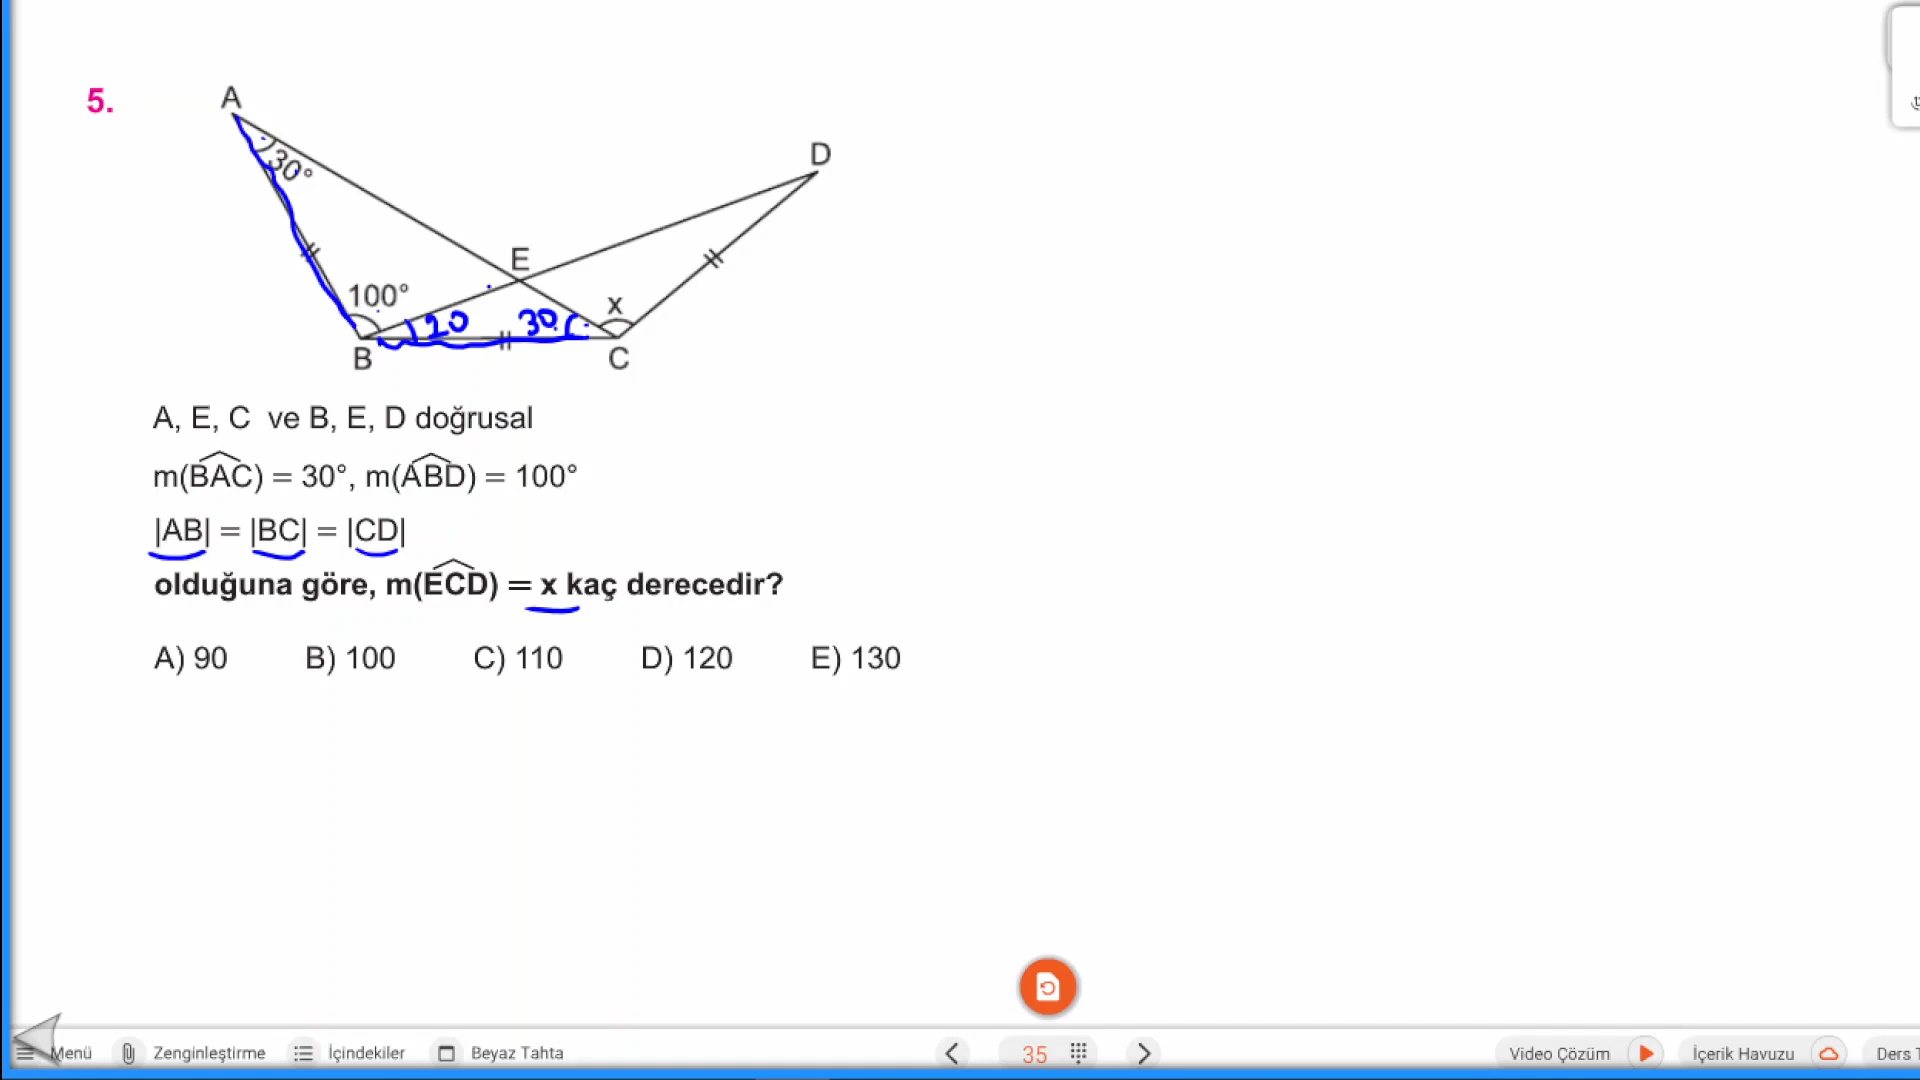 5.
A
D
30°
E
100°
x
20
30
B
C
A, E, C ve B, E, D doğrusal
m(BAC) = 30°, m(ABD) = 100°
|AB| = |BC| = |CD|
olduğuna göre, m(ECD) = x kaç derecedir?
A) 90 B) 100 C) 110 D) 120 E) 130
Menü Zenginleştirme İçindekiler Beyaz Tahta 35 Video Çözüm İçerik Havuzu Ders